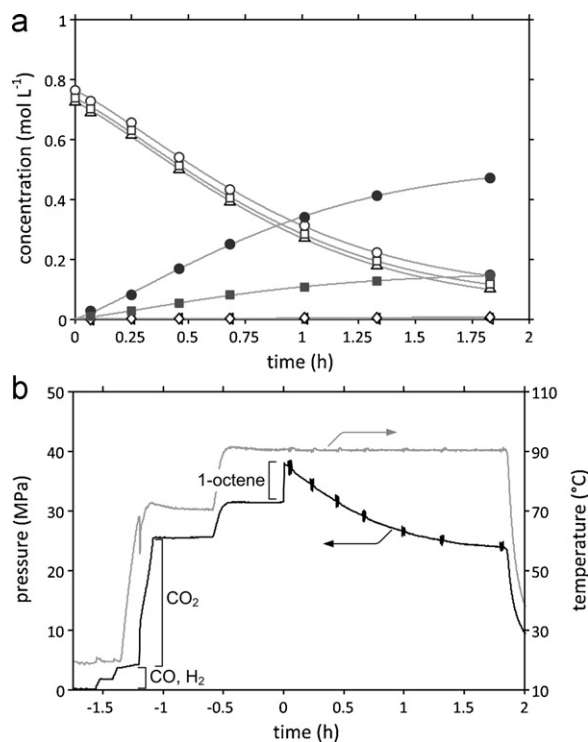 a
1
0.8
0.6
0.4
0.2
0
concentration (mol L⁻¹)
0 0.25 0.5 0.75 1 1.25 1.5 1.75 2
time (h)
b
50
40
30
20
10
0
pressure (MPa)
110
90
70
50
30
10
temperature (°C)
1-octene
CO₂
CO, H₂
-1.5 -1 -0.5 0 0.5 1 1.5 2
time (h)